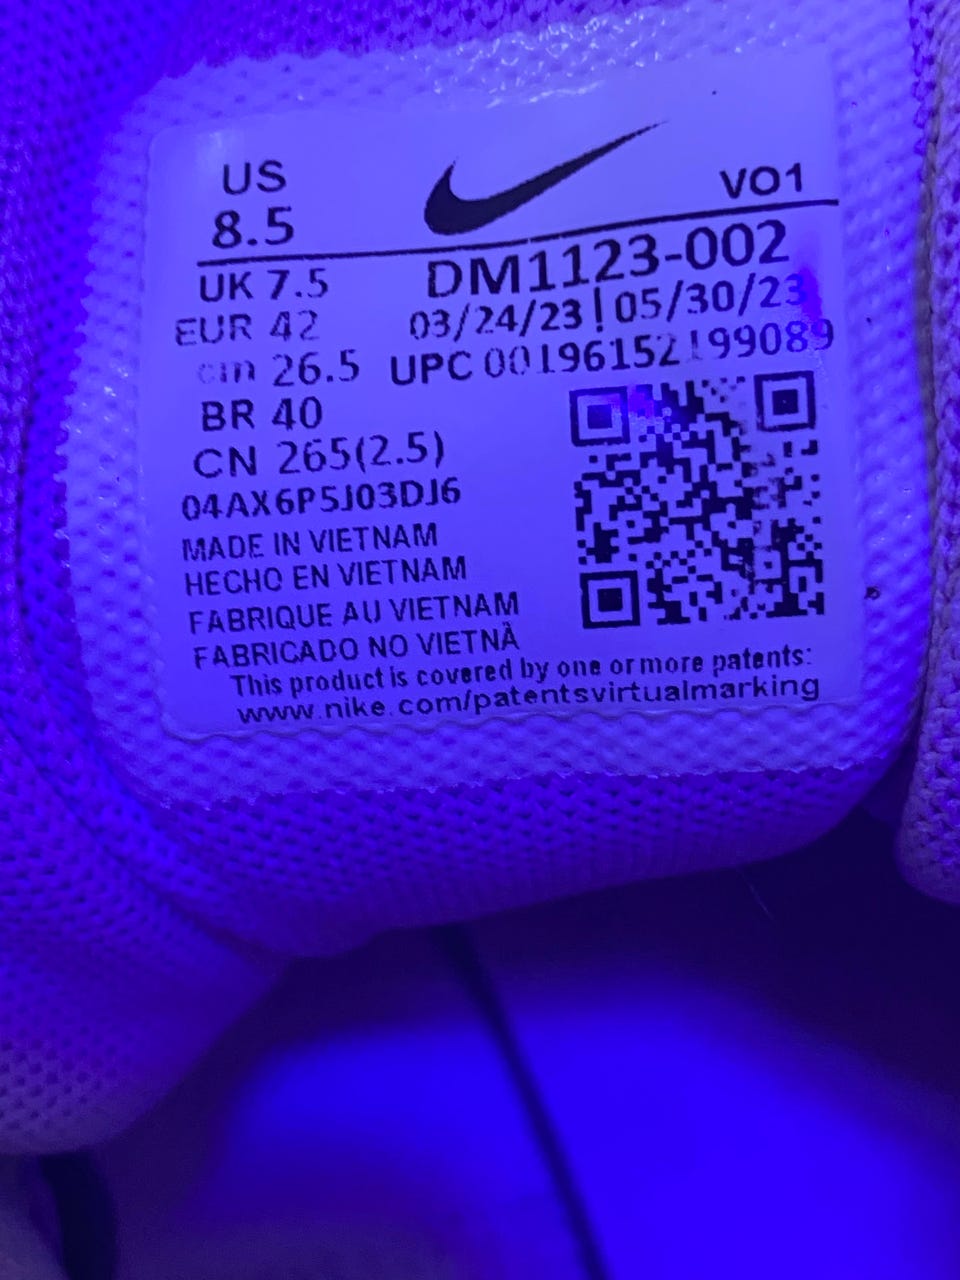 US
8.5
VO1
UK 7.5
DM1123-002
EUR 42
03/24/23 | 05/30/23
cm 26.5
UPC 00196152199089
BR 40
CN 265(2.5)
04AX6P5J03DJ6
MADE IN VIETNAM
HECHO EN VIETNAM
FABRIQUE AU VIETNAM
FABRICADO NO VIETNÃ
This product is covered by one or more patents:
www.nike.com/patentsvirtualmarking